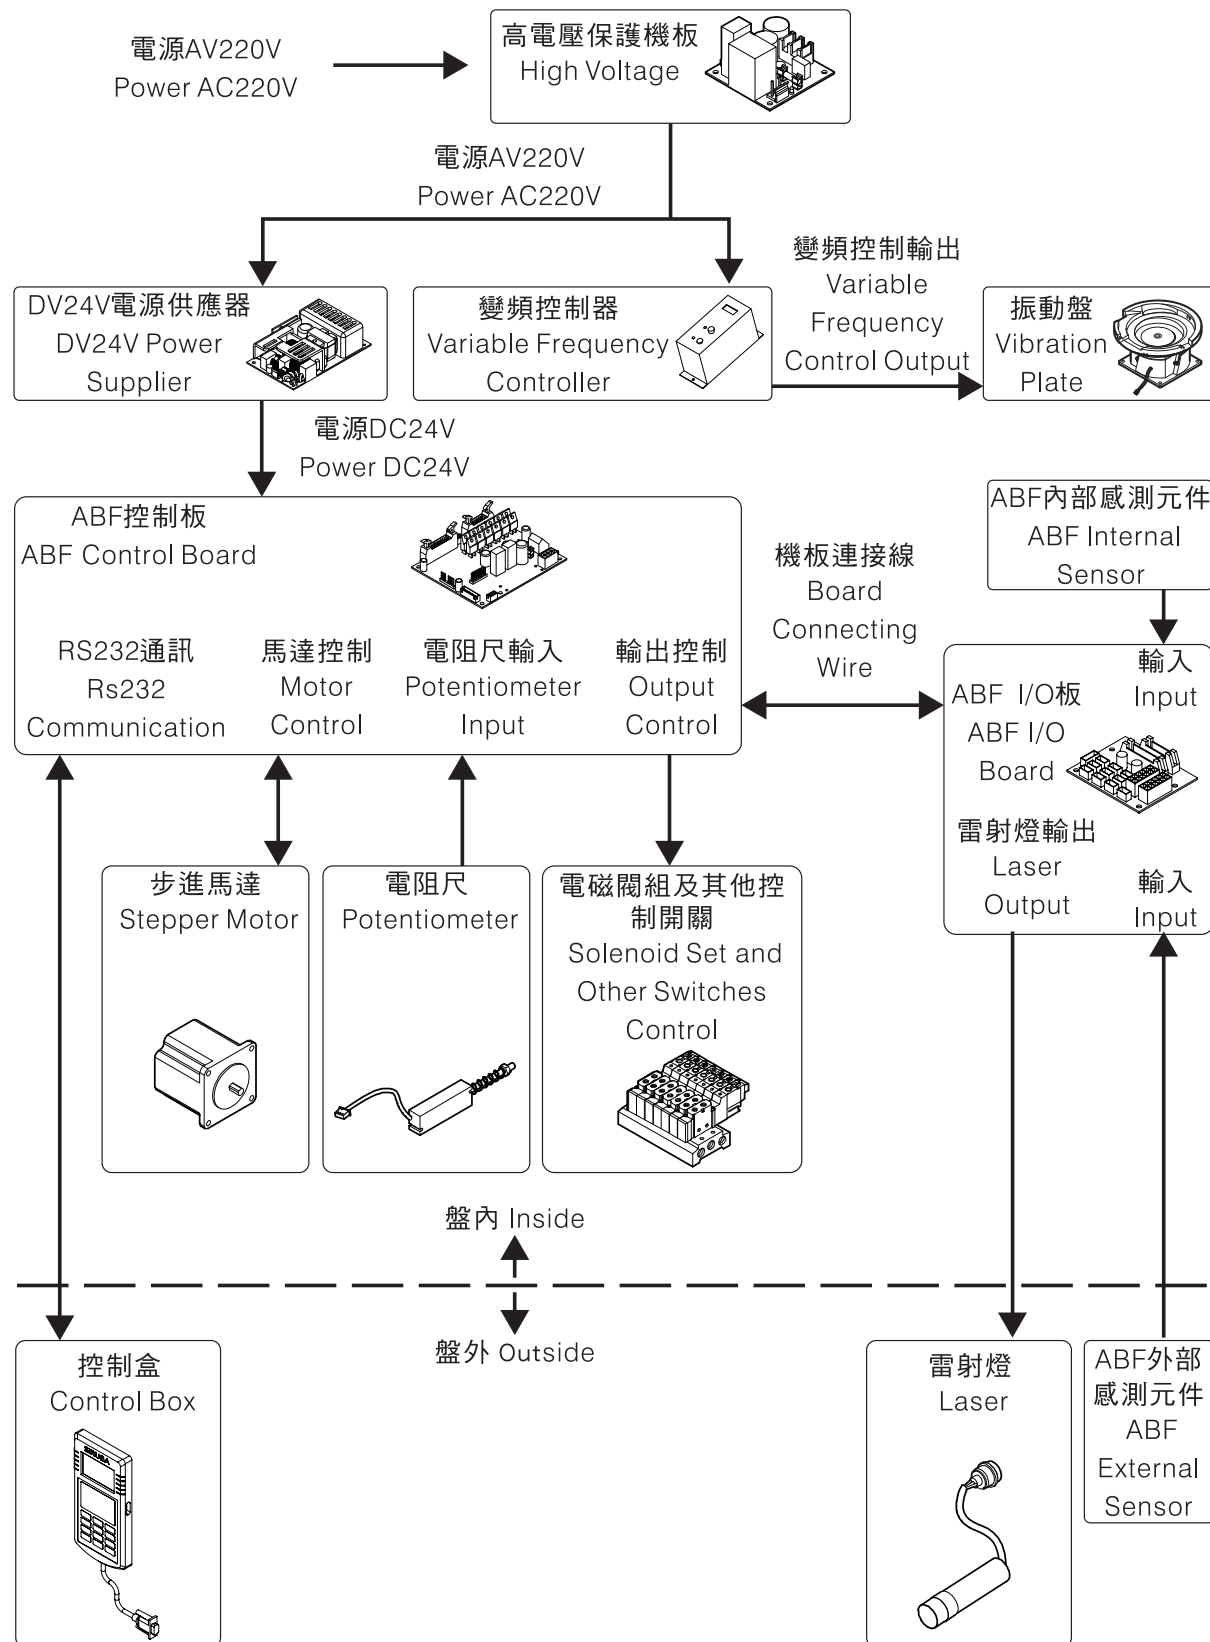 電源AV220V
Power AC220V
高電壓保護機板
High Voltage
電源AV220V
Power AC220V
DV24V電源供應器
DV24V Power
Supplier
變頻控制器
Variable Frequency
Controller
變頻控制輸出
Variable
Frequency
Control Output
振動盤
Vibration
Plate
電源DC24V
Power DC24V
ABF控制板
ABF Control Board
RS232通訊
Rs232
Communication
馬達控制
Motor
Control
電阻尺輸入
Potentiometer
Input
輸出控制
Output
Control
機板連接線
Board
Connecting
Wire
ABF內部感測元件
ABF Internal
Sensor
輸入
Input
ABF I/O板
ABF I/O
Board
雷射燈輸出
Laser
Output
輸入
Input
步進馬達
Stepper Motor
電阻尺
Potentiometer
電磁閥組及其他控
制開關
Solenoid Set and
Other Switches
Control
盤內 Inside
盤外 Outside
控制盒
Control Box
雷射燈
Laser
ABF外部
感測元件
ABF
External
Sensor